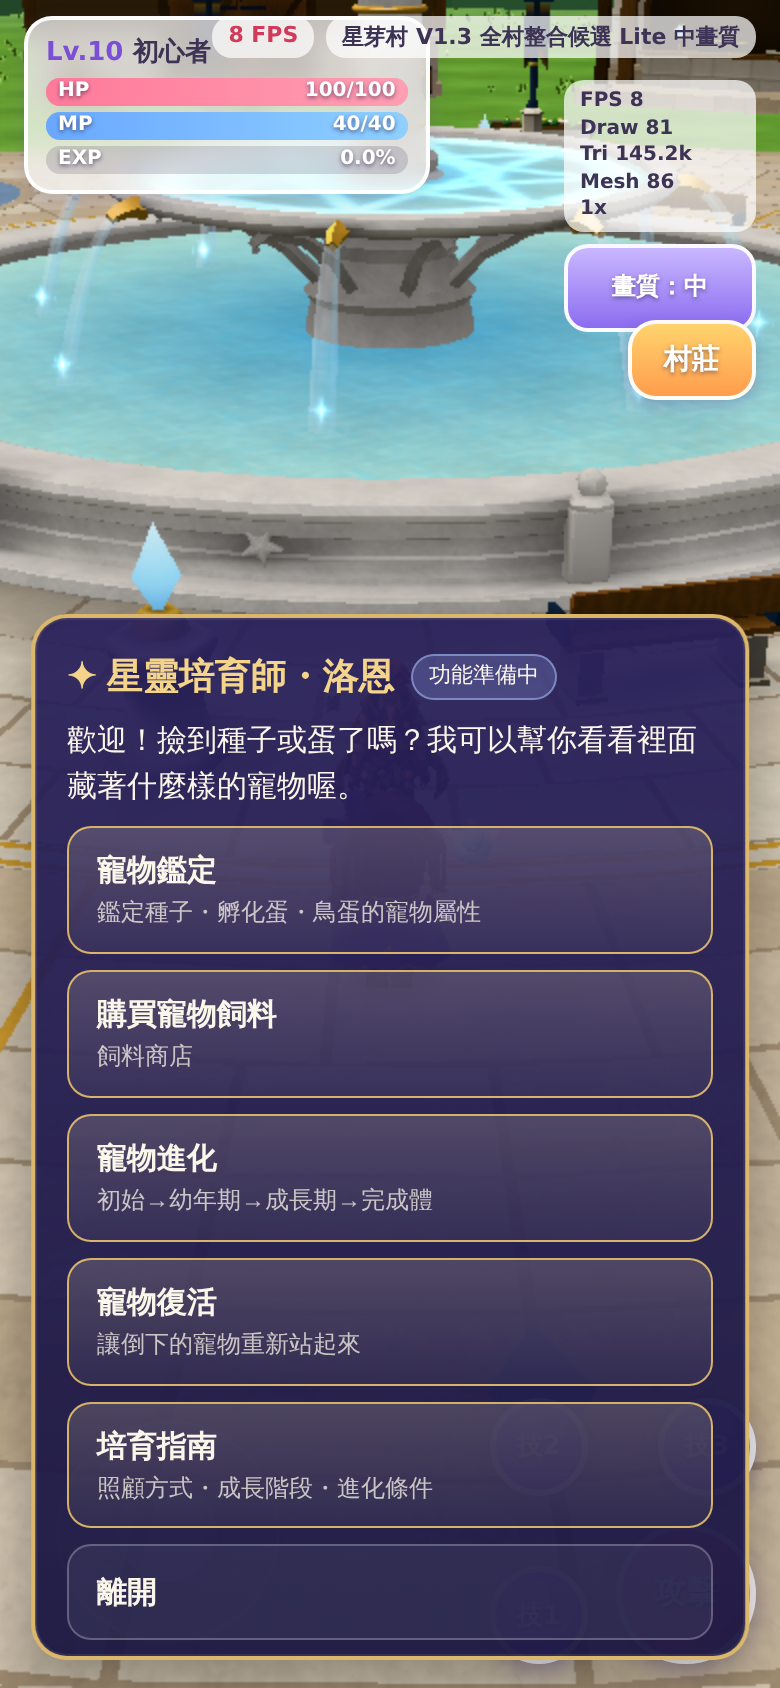 Lv.10 初心者
8 FPS
星芽村 V1.3 全村整合候選 Lite 中畫質
HP 100/100
MP 40/40
EXP 0.0%
FPS 8
Draw 81
Tri 145.2k
Mesh 86
1x
畫質：中
村莊
✦ 星靈培育師・洛恩
功能準備中
歡迎！撿到種子或蛋了嗎？我可以幫你看看裡面
藏著什麼樣的寵物喔。
寵物鑑定
鑑定種子・孵化蛋・鳥蛋的寵物屬性
購買寵物飼料
飼料商店
寵物進化
初始→幼年期→成長期→完成體
寵物復活
讓倒下的寵物重新站起來
培育指南
照顧方式・成長階段・進化條件
技2
技3
離開
技1
攻擊